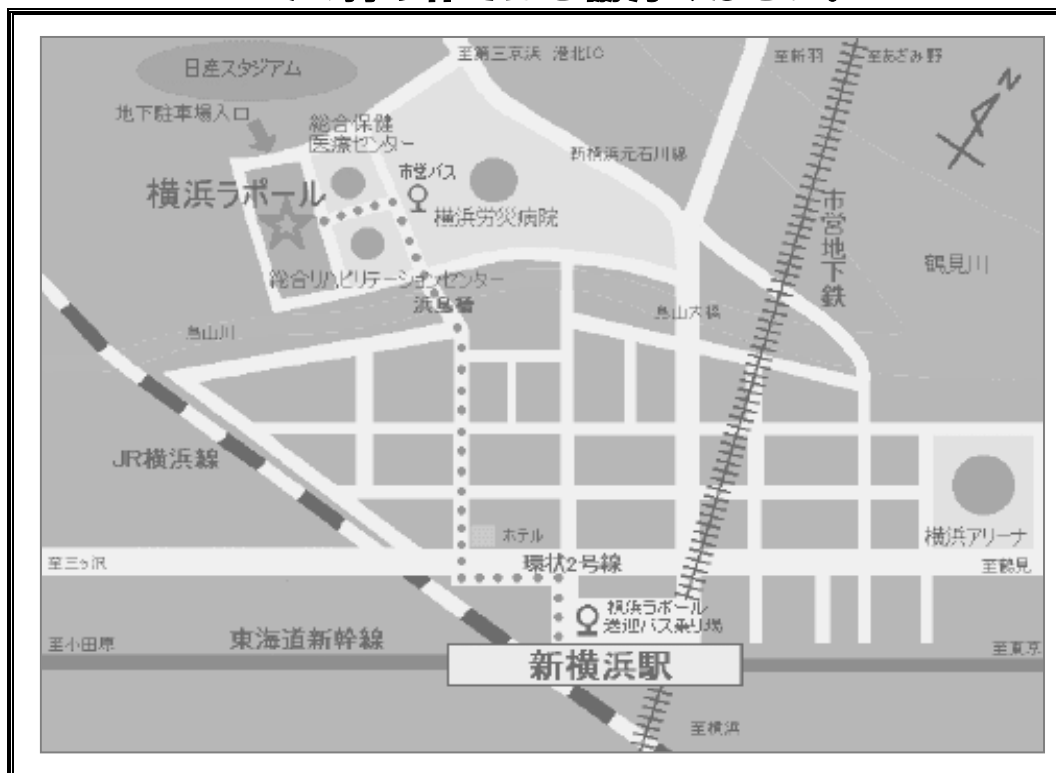 至第三京浜 港北IC
至新羽
至あざみ野
日産スタジアム
N
地下駐車場入口
総合保健
医療センター
新横浜元石川線
市営バス
横浜ラポール
横浜労災病院
市営地下鉄
鶴見川
総合リハビリテーションセンター
浜鳥橋
鳥山川
鳥山大橋
JR横浜線
ホテル
横浜アリーナ
至三ッ沢
環状2号線
至鶴見
横浜ラポール
送迎バス乗り場
至小田原
東海道新幹線
至東京
新横浜駅
至横浜